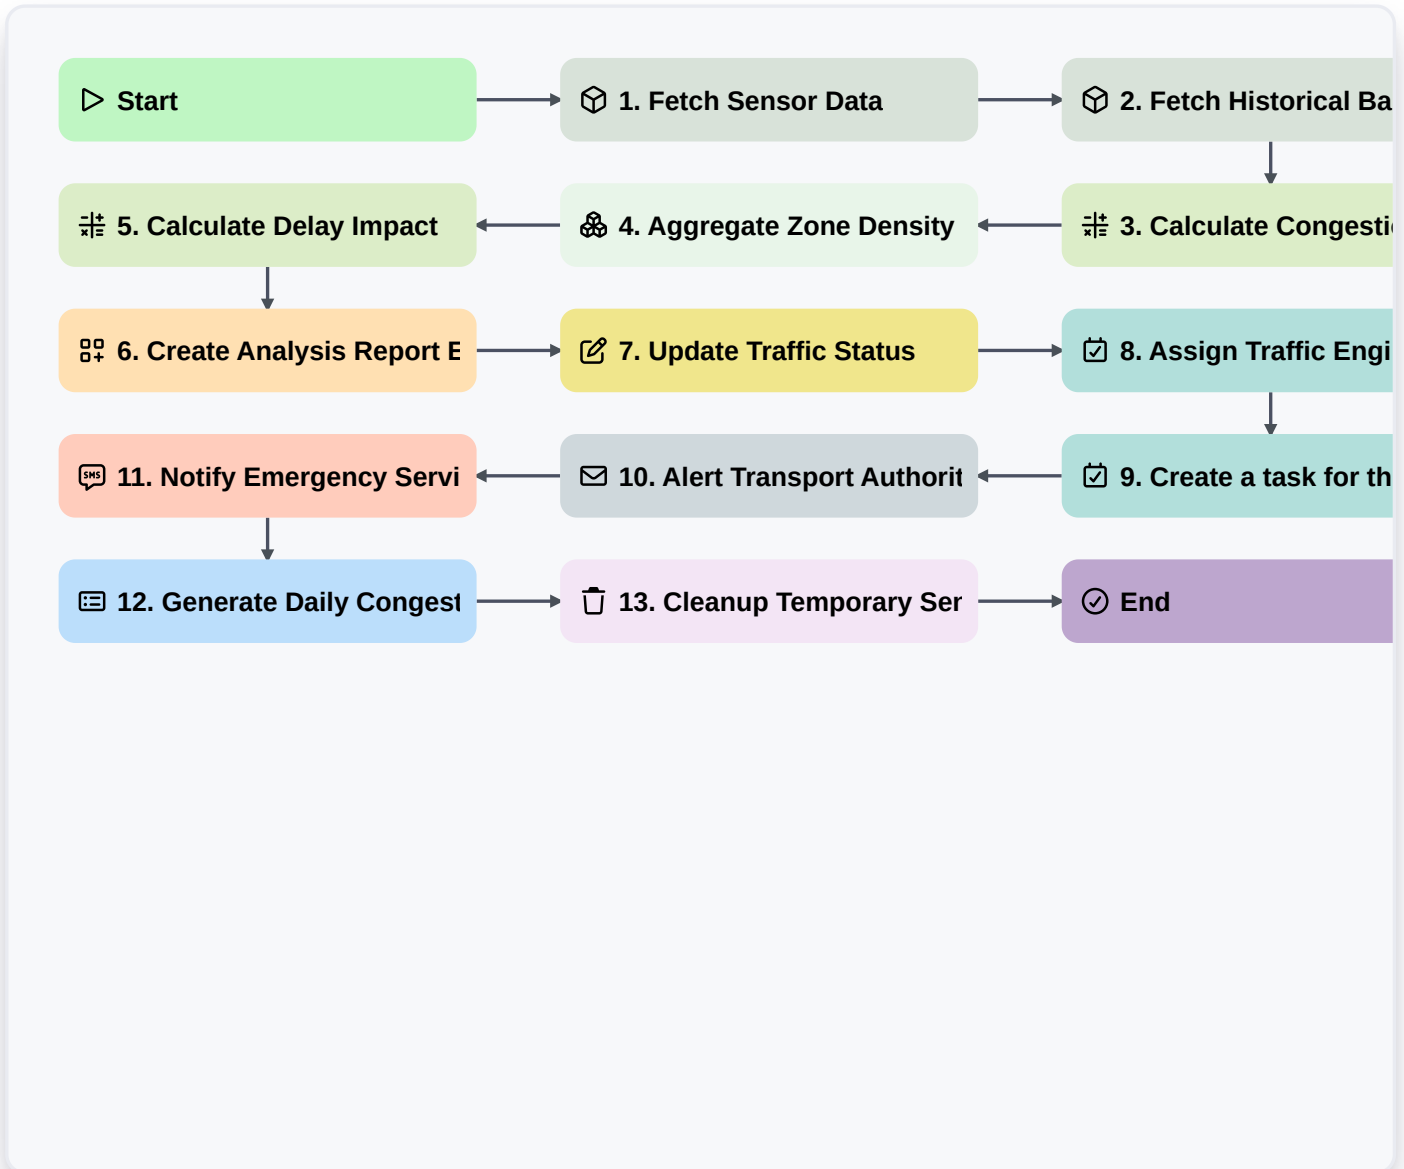 Start
1. Fetch Sensor Data
2. Fetch Historical Ba
5. Calculate Delay Impact
4. Aggregate Zone Density
3. Calculate Congesti
6. Create Analysis Report E
7. Update Traffic Status
8. Assign Traffic Engi
11. Notify Emergency Servi
SMS
10. Alert Transport Authorit
9. Create a task for th
12. Generate Daily Congest
13. Cleanup Temporary Ser
End